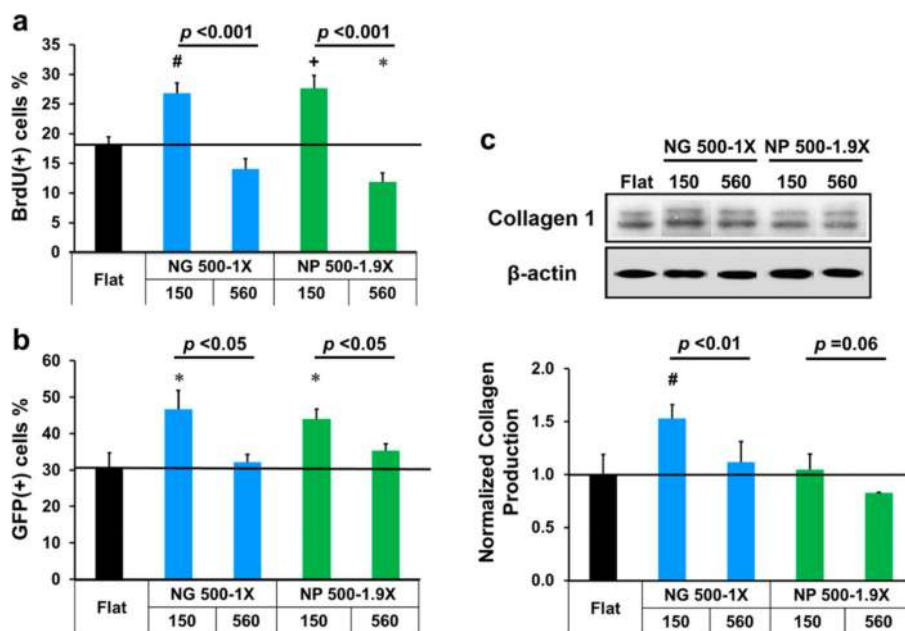 a
p <0.001 p <0.001
BrdU(+) cells %
35
30
25
20
15
10
5
0
# + *
Flat
NG 500-1X NP 500-1.9X
150 560 150 560
b
p <0.05 p <0.05
GFP(+) cells %
60
50
40
30
20
10
0
* *
Flat
NG 500-1X NP 500-1.9X
150 560 150 560
c
NG 500-1X NP 500-1.9X
Flat 150 560 150 560
Collagen 1
β-actin
p <0.01 p =0.06
Normalized Collagen
Production
2.0
1.5
1.0
0.5
0.0
#
Flat
NG 500-1X NP 500-1.9X
150 560 150 560